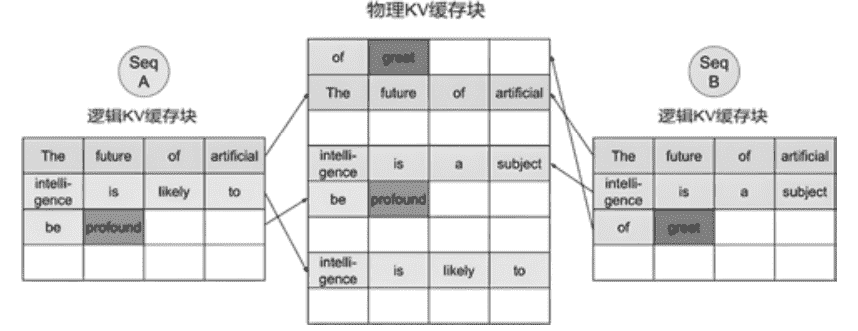 物理KV缓存块
Seq A
逻辑KV缓存块
The future of artificial
intelli-gence is likely to
be profound
of great
The future of artificial
intelli-gence is a subject
be profound
intelli-gence is likely to
Seq B
逻辑KV缓存块
The future of artificial
intelli-gence is a subject
of great